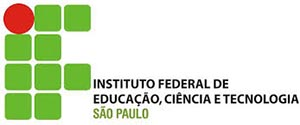 INSTITUTO FEDERAL DE
EDUCAÇÃO, CIÊNCIA E TECNOLOGIA
SÃO PAULO